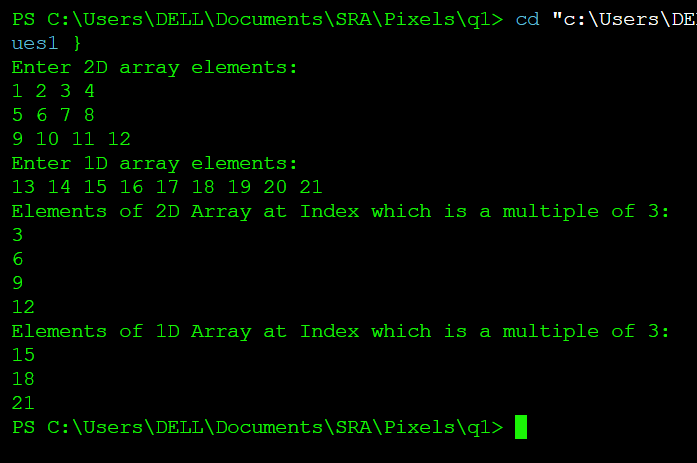 PS C:\Users\DELL\Documents\SRA\Pixels\q1> cd "c:\Users\DE
ues1 }
Enter 2D array elements:
1 2 3 4
5 6 7 8
9 10 11 12
Enter 1D array elements:
13 14 15 16 17 18 19 20 21
Elements of 2D Array at Index which is a multiple of 3:
3
6
9
12
Elements of 1D Array at Index which is a multiple of 3:
15
18
21
PS C:\Users\DELL\Documents\SRA\Pixels\q1>